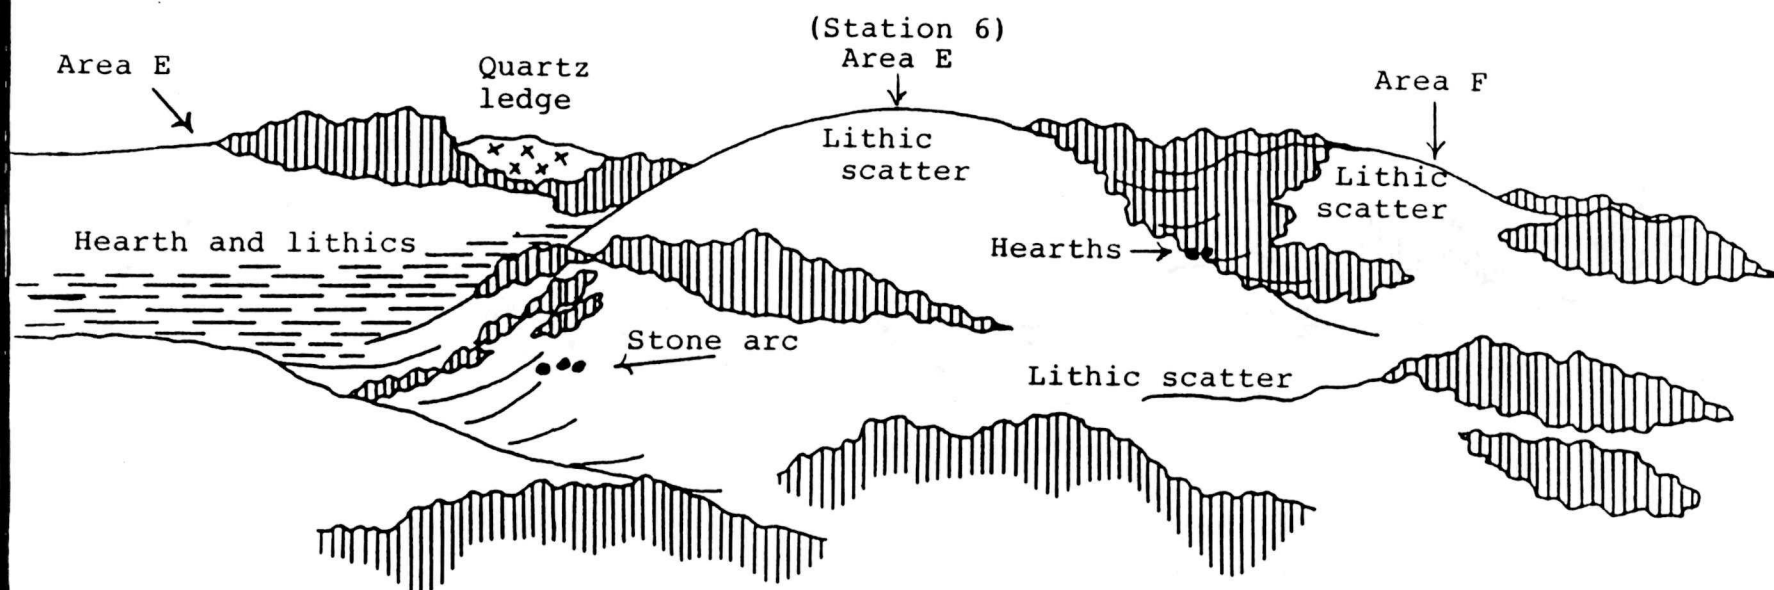 (Station 6)
Area E
Area E
Quartz
ledge
Area F
Lithic
scatter
Lithic
scatter
Hearth and lithics
Hearths
Stone arc
Lithic scatter